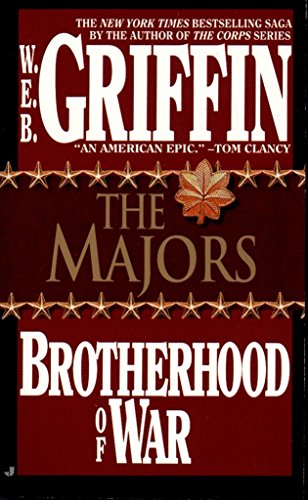 THE NEW YORK TIMES BESTSELLING SAGA
BY THE AUTHOR OF THE CORPS SERIES
W.E.B.
GRIFFIN
"AN AMERICAN EPIC." –TOM CLANCY
THE
MAJORS
BROTHERHOOD
OF
WAR
J